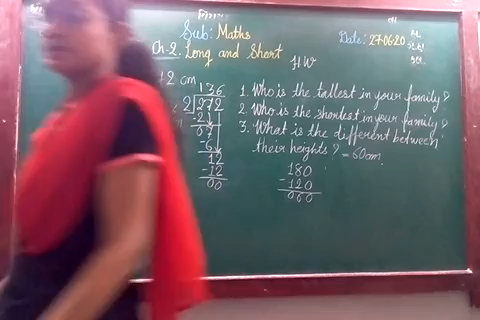 Sub: Maths
Date: 27-06-20
Ch-2. Long and Short
HW
12 cm
136
2 272
-2
07
-6
12
-12
00
1. Who is the tallest in your family?
2. Who is the shortest in your family?
3. What is the different between
their heights? = 60cm.
180
-120
060